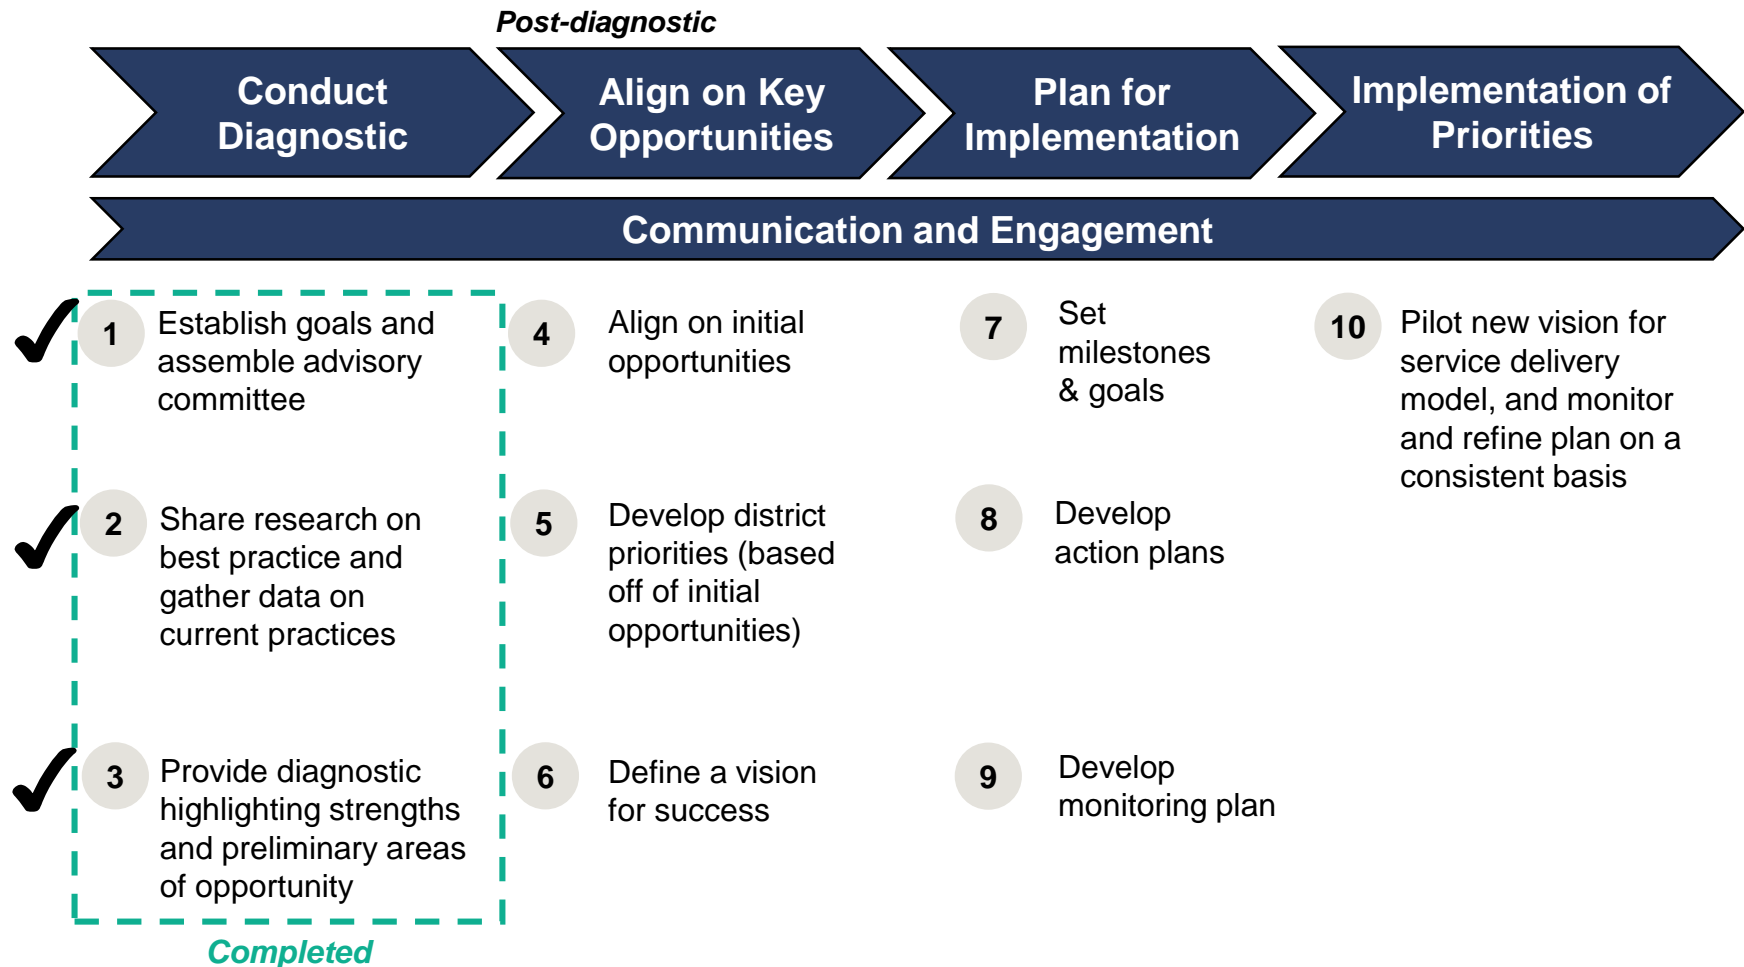 Post-diagnostic
Conduct
Diagnostic
Align on Key
Opportunities
Plan for
Implementation
Implementation of
Priorities
Communication and Engagement
1
Establish goals and
assemble advisory
committee
2
Share research on
best practice and
gather data on
current practices
3
Provide diagnostic
highlighting strengths
and preliminary areas
of opportunity
Completed
4
Align on initial
opportunities
5
Develop district
priorities (based
off of initial
opportunities)
6
Define a vision
for success
7
Set
milestones
& goals
8
Develop
action plans
9
Develop
monitoring plan
10
Pilot new vision for
service delivery
model, and monitor
and refine plan on a
consistent basis